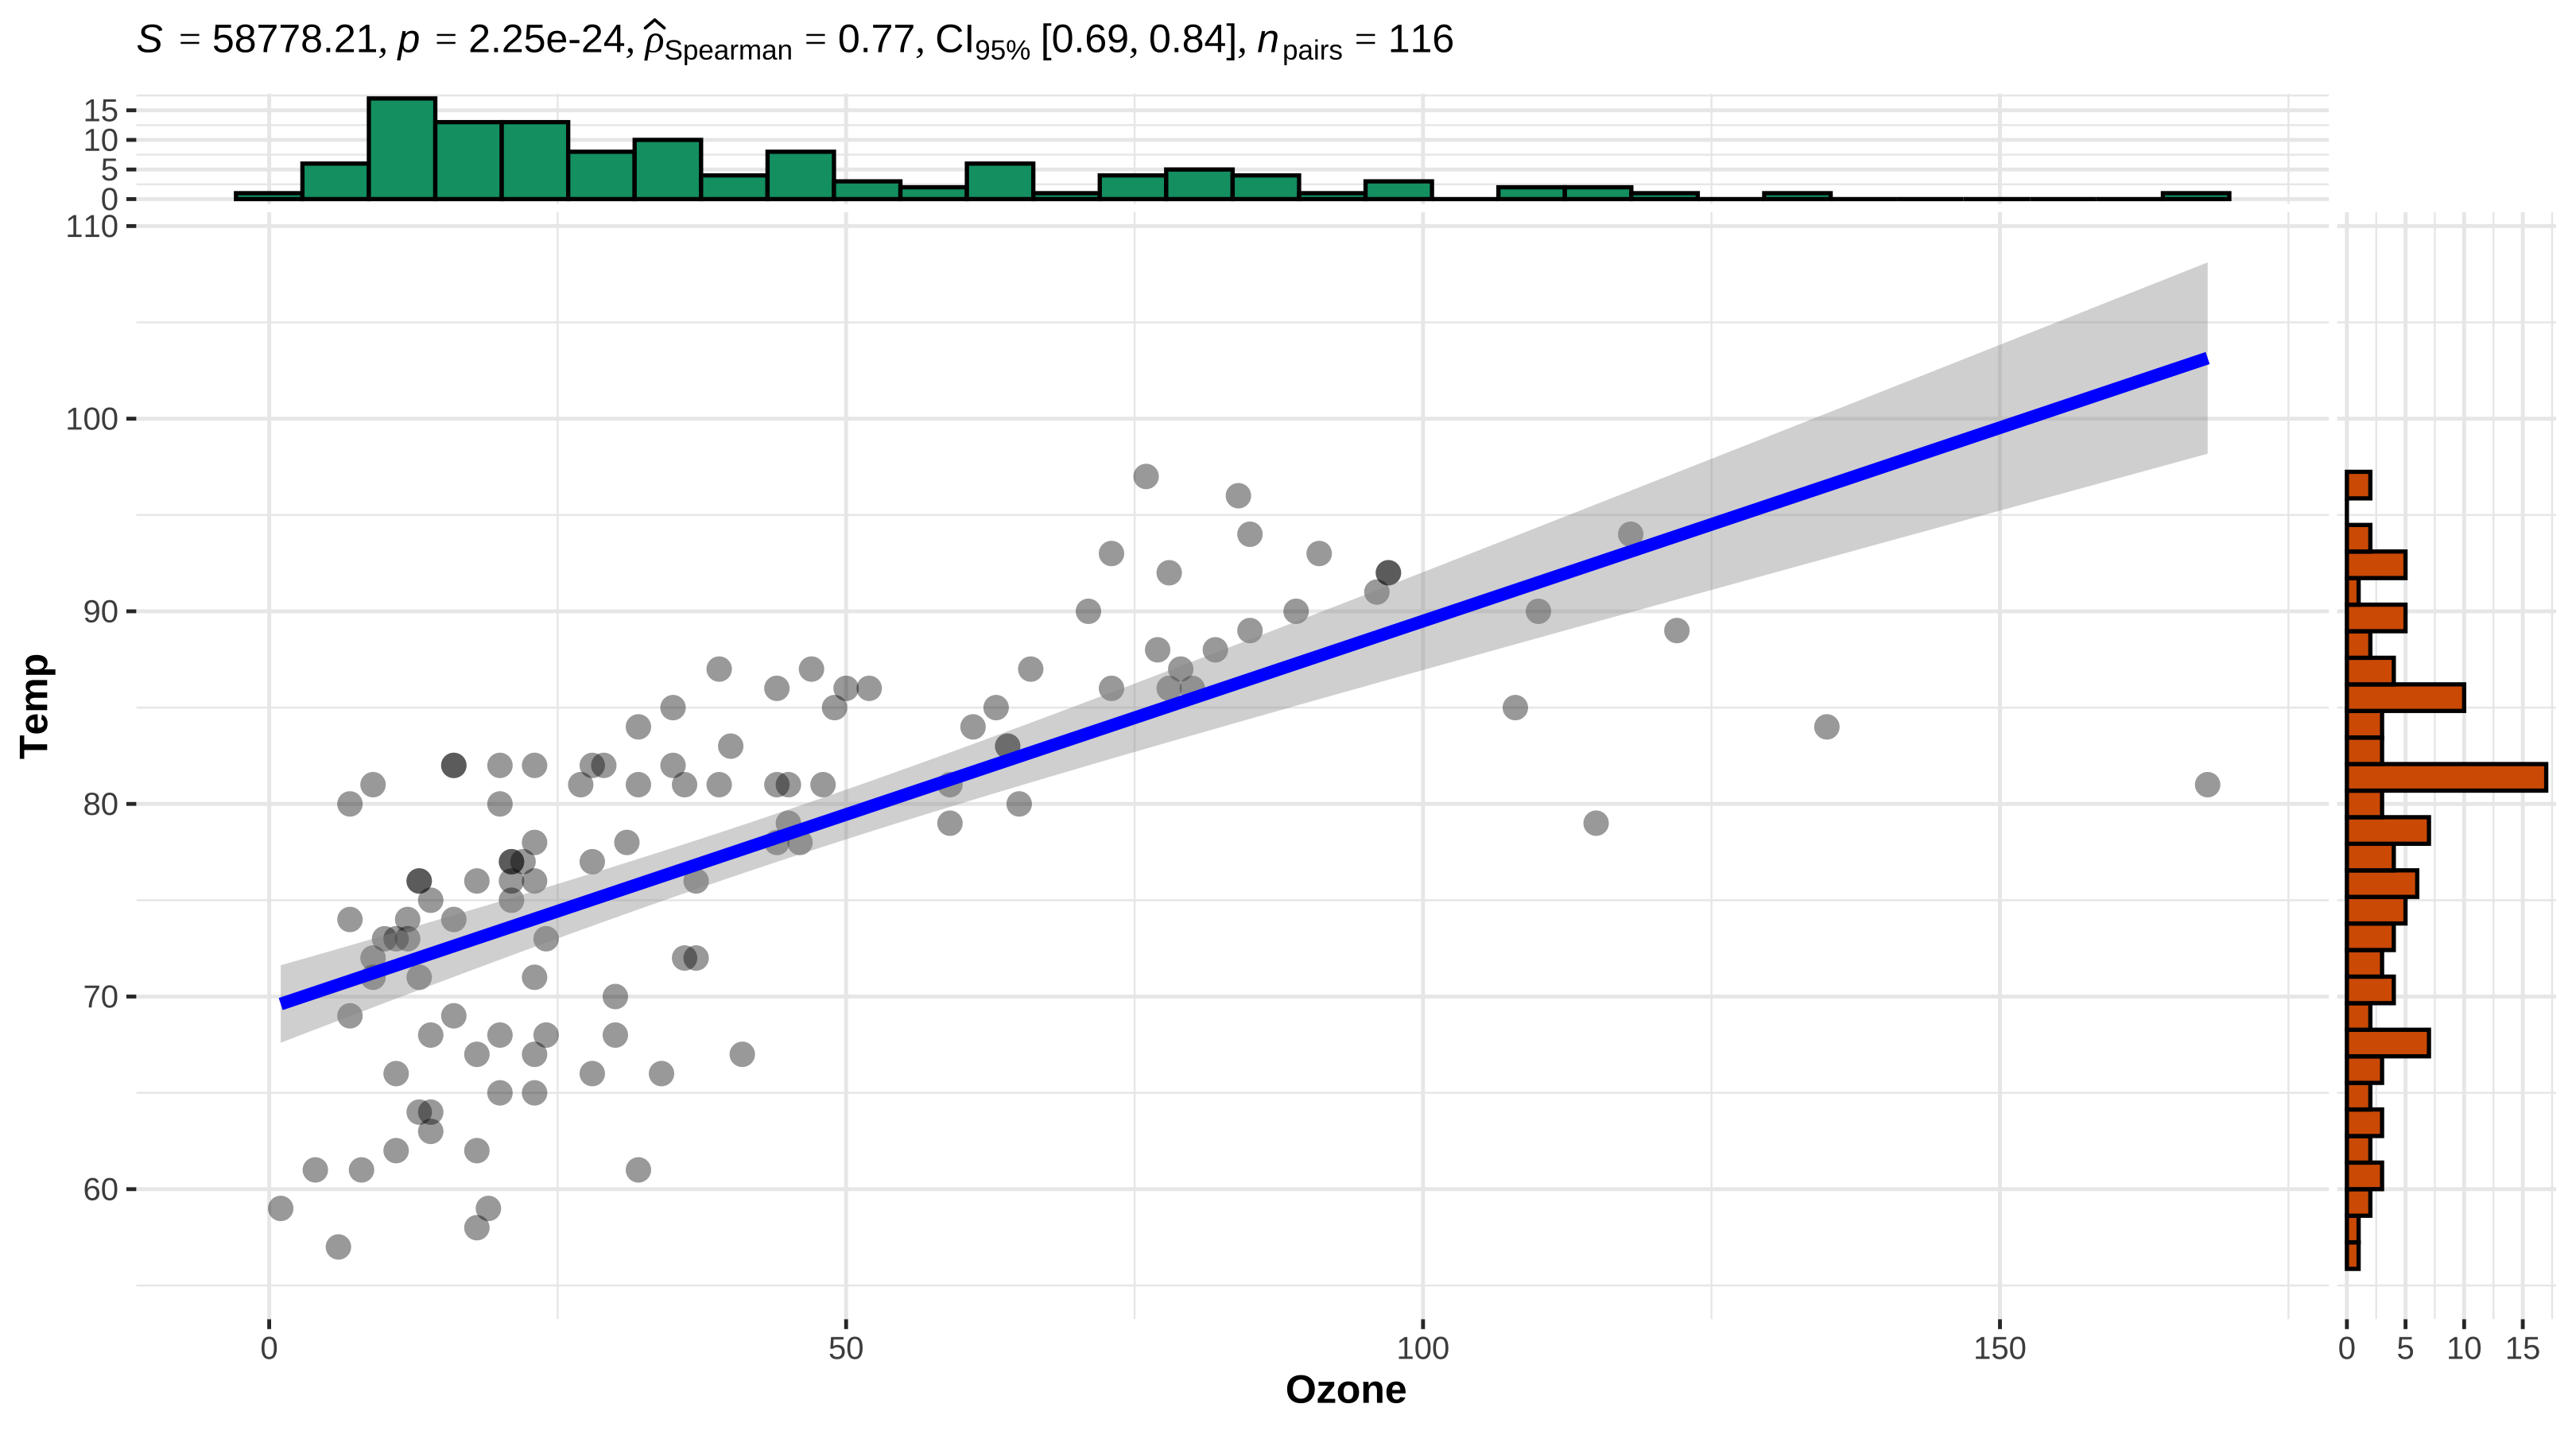 S = 58778.21, p = 2.25e-24, ρ̂Spearman = 0.77, CI95% [0.69, 0.84], npairs = 116
15
10
5
0
110
100
90
80
70
60
Temp
0 50 100 150
0 5 10 15
Ozone